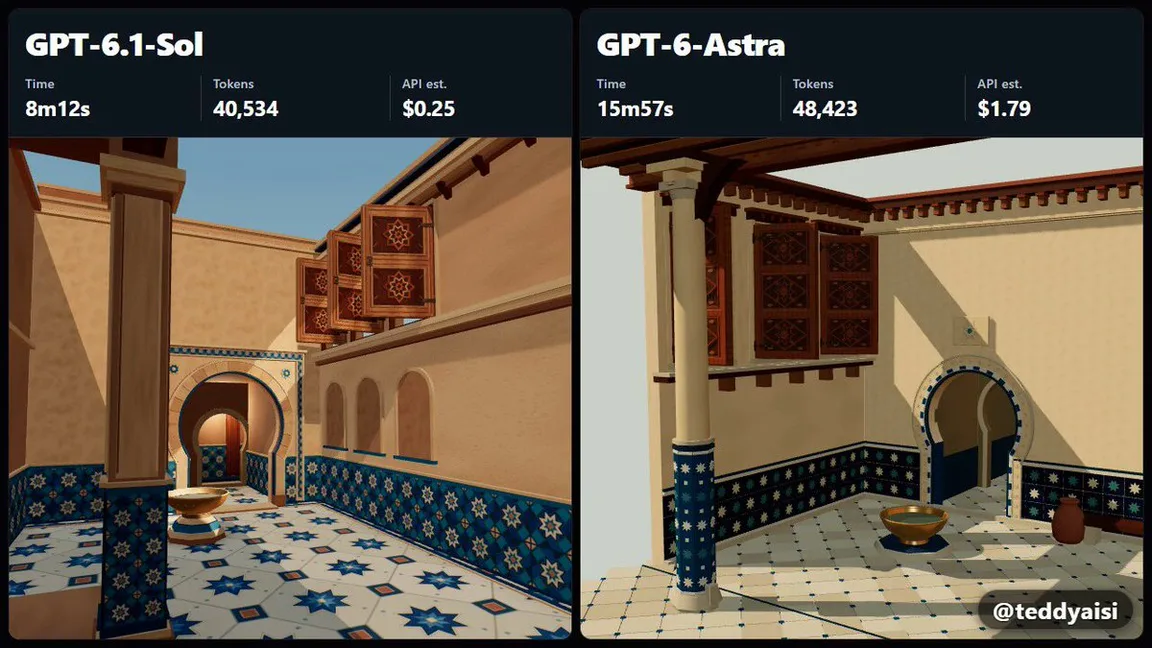 GPT-6.1-Sol
Time Tokens API est.
8m12s 40,534 $0.25
GPT-6-Astra
Time Tokens API est.
15m57s 48,423 $1.79
@teddyaisi